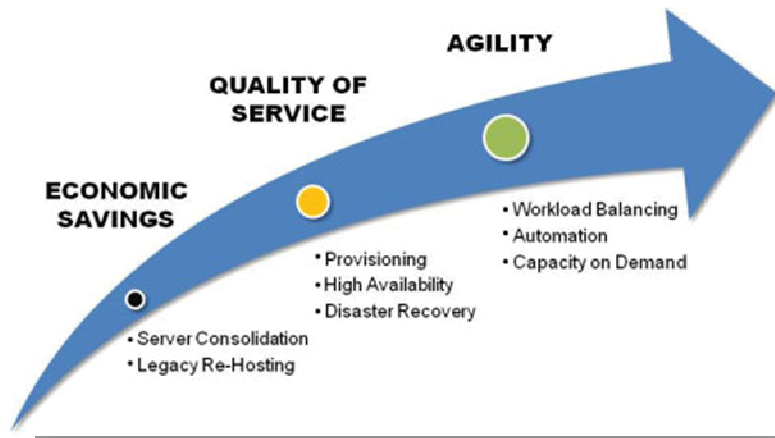 AGILITY
QUALITY OF
SERVICE
ECONOMIC
SAVINGS
• Workload Balancing
• Automation
• Capacity on Demand
• Provisioning
• High Availability
• Disaster Recovery
• Server Consolidation
• Legacy Re-Hosting